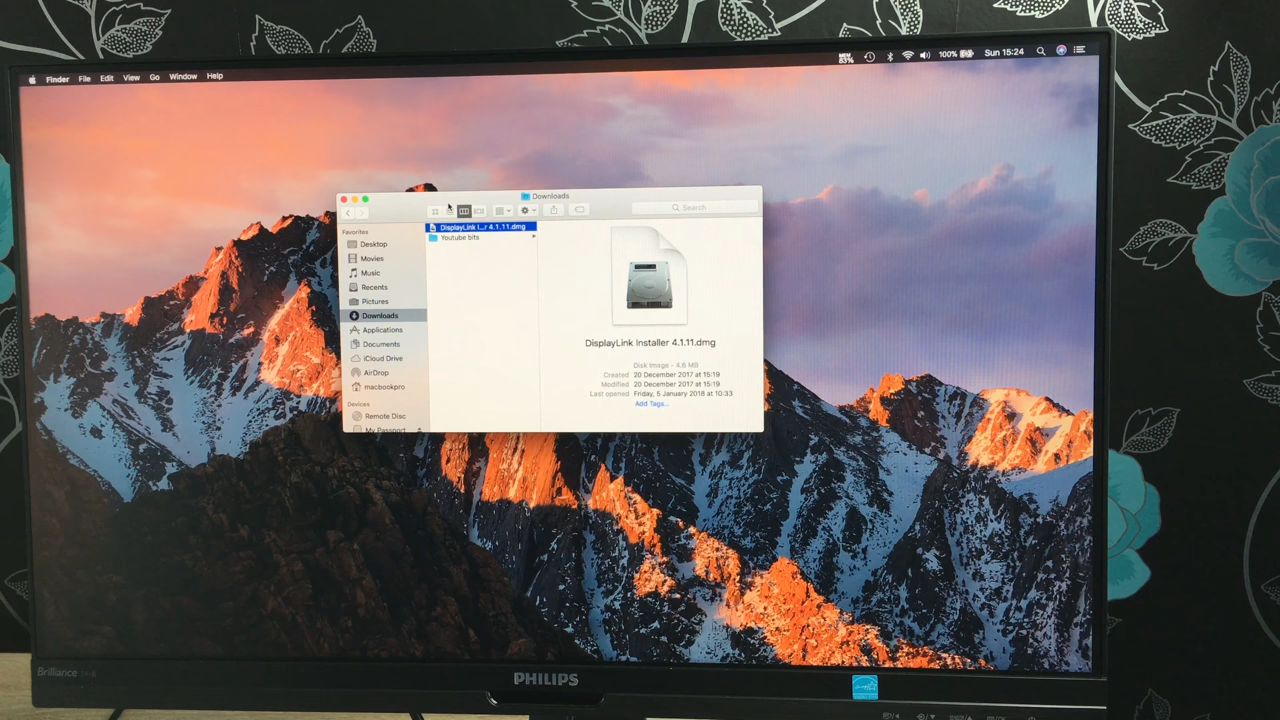 Finder File Edit View Go Window Help
83% 100% Sun 15:24
Downloads
Search
Favorites
Desktop
Movies
Music
Recents
Pictures
Downloads
Applications
Documents
iCloud Drive
AirDrop
macbookpro
Devices
Remote Disc
My Passport
DisplayLink I...r 4.1.11.dmg
Youtube bits
DisplayLink Installer 4.1.11.dmg
Disk Image - 4.6 MB
Created 20 December 2017 at 15:19
Modified 20 December 2017 at 15:19
Last opened Friday, 5 January 2018 at 10:33
Add Tags...
Brilliance
PHILIPS